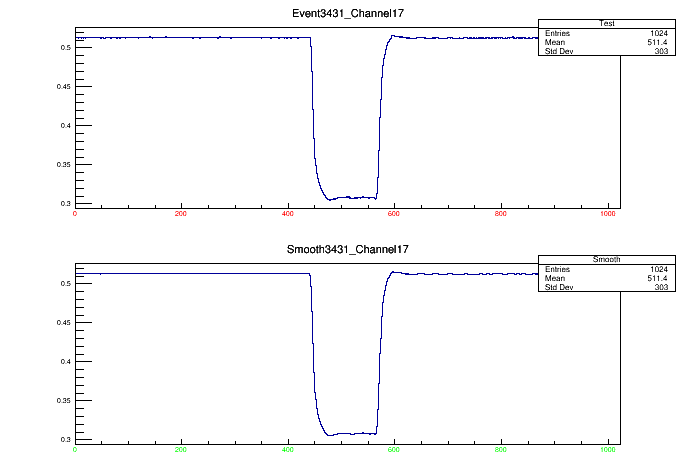 Event3431_Channel17
Test
Entries 1024
Mean 511.4
Std Dev 303
0.5
0.45
0.4
0.35
0.3
0 200 400 600 800 1000
Smooth3431_Channel17
Smooth
Entries 1024
Mean 511.4
Std Dev 303
0.5
0.45
0.4
0.35
0.3
0 200 400 600 800 1000